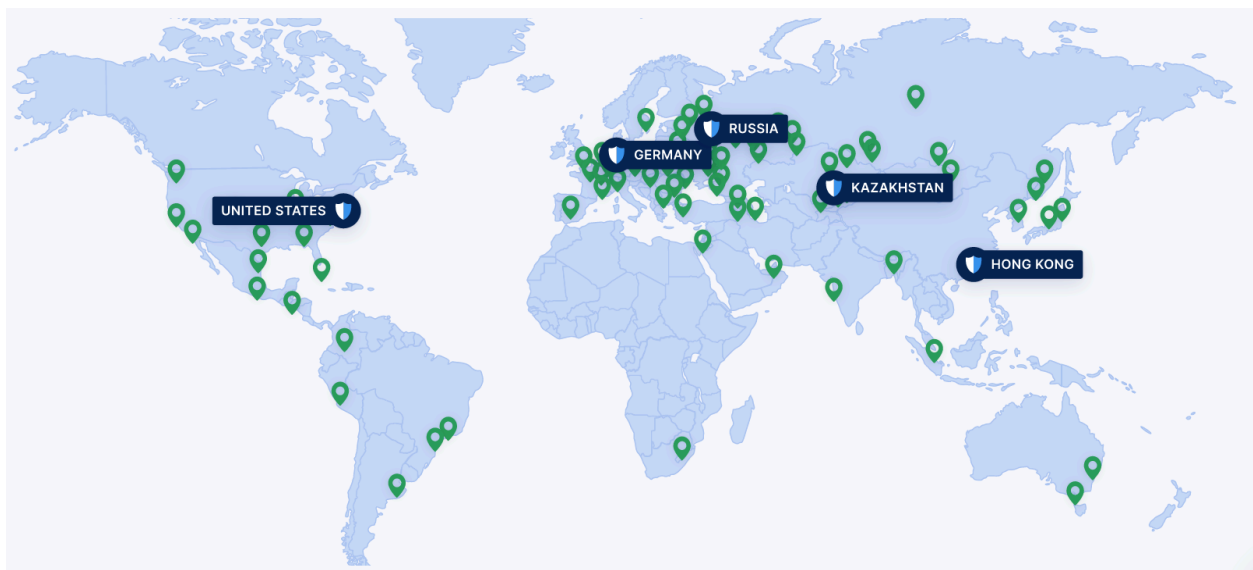 RUSSIA
GERMANY
KAZAKHSTAN
UNITED STATES
HONG KONG